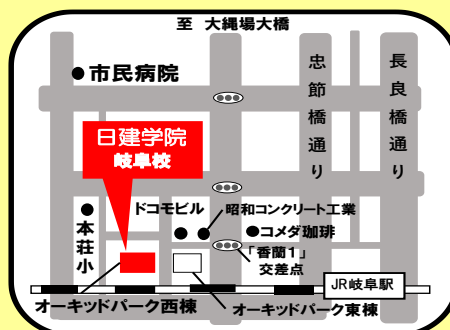 至 大縄場大橋
市民病院
忠節橋通り
長良橋通り
日建学院
岐阜校
ドコモビル
昭和コンクリート工業
本荘小
コメダ珈琲
「香蘭1」
交差点
JR岐阜駅
オーキッドパーク西棟
オーキッドパーク東棟